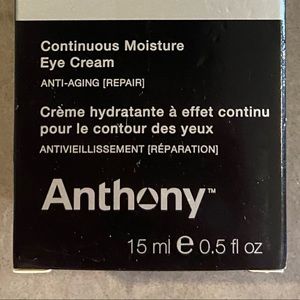 Continuous Moisture
Eye Cream
ANTI-AGING [REPAIR]
Crème hydratante à effet continu
pour le contour des yeux
ANTIVIEILLISSEMENT [RÉPARATION]
Anthony™
15 ml e 0.5 fl oz